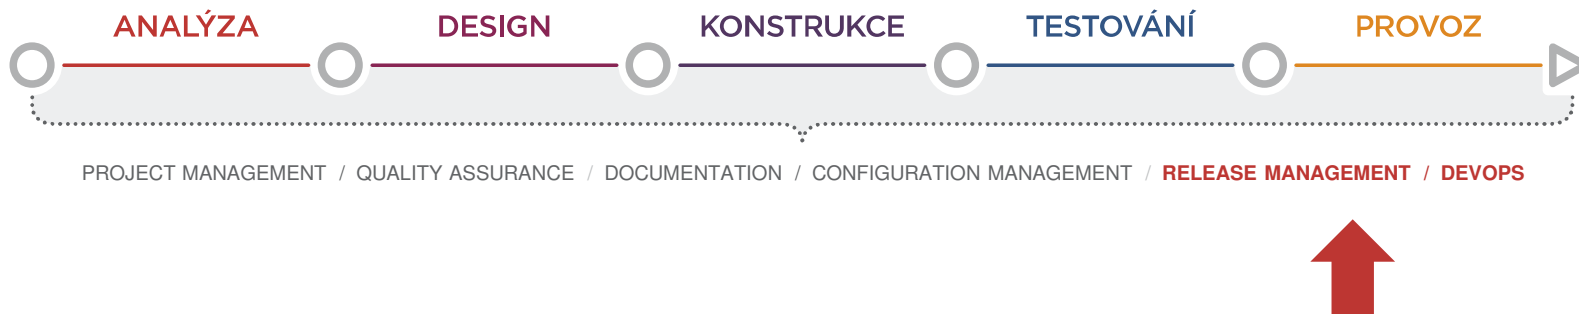 ANALÝZA DESIGN KONSTRUKCE TESTOVÁNÍ PROVOZ
PROJECT MANAGEMENT / QUALITY ASSURANCE / DOCUMENTATION / CONFIGURATION MANAGEMENT / RELEASE MANAGEMENT / DEVOPS